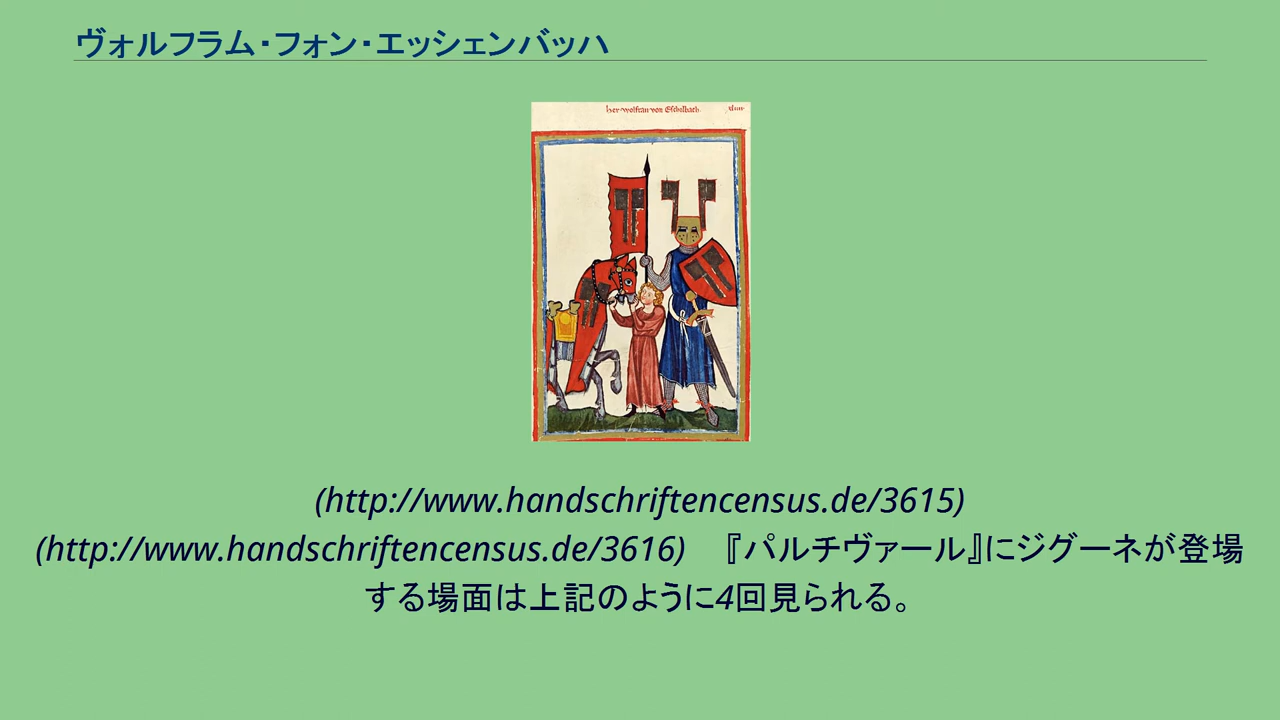 ヴォルフラム・フォン・エッシェンバッハ
her wolfran von Eschilbach.
(http://www.handschriftencensus.de/3615)
(http://www.handschriftencensus.de/3616) 『パルチヴァール』にジグーネが登場
する場面は上記のように4回見られる。